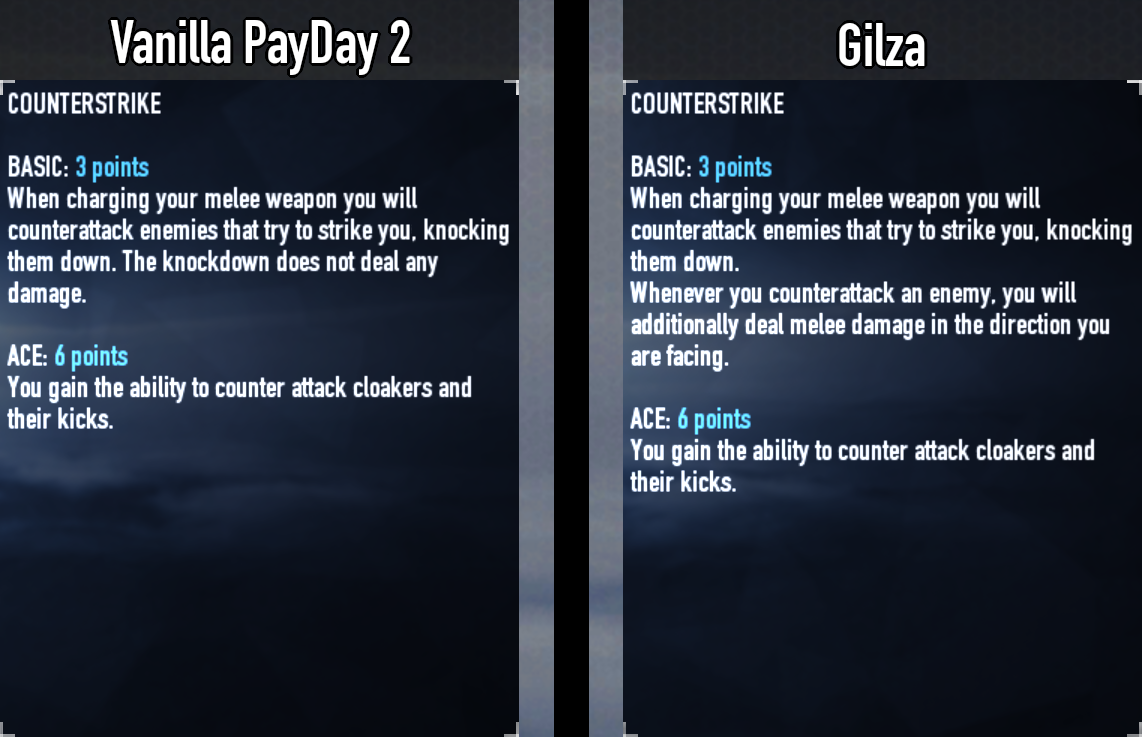 Vanilla PayDay 2
COUNTERSTRIKE
BASIC: 3 points
When charging your melee weapon you will
counterattack enemies that try to strike you, knocking
them down. The knockdown does not deal any
damage.
ACE: 6 points
You gain the ability to counter attack cloakers and
their kicks.
Gilza
COUNTERSTRIKE
BASIC: 3 points
When charging your melee weapon you will
counterattack enemies that try to strike you, knocking
them down.
Whenever you counterattack an enemy, you will
additionally deal melee damage in the direction you
are facing.
ACE: 6 points
You gain the ability to counter attack cloakers and
their kicks.